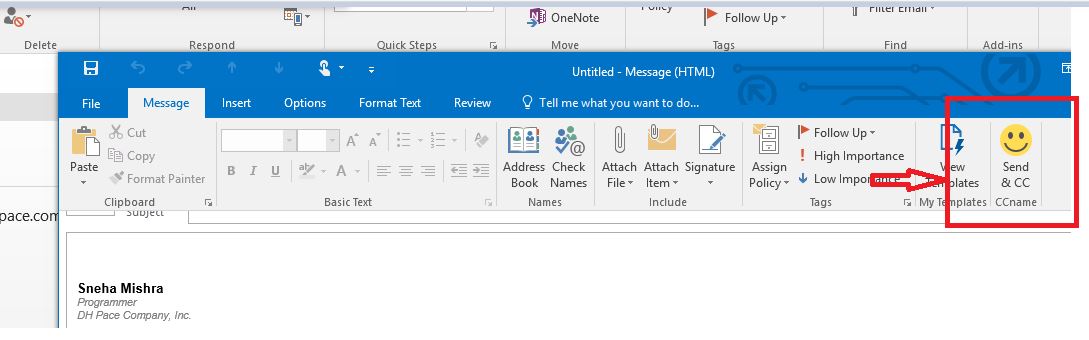 All
OneNote
Policy
Follow Up
Filter Email
Delete
Respond
Quick Steps
Move
Tags
Find
Add-ins
Untitled - Message (HTML)
File
Message
Insert
Options
Format Text
Review
Tell me what you want to do...
Paste
Cut
Copy
Format Painter
B I U
A
Address
Book
Check
Names
Attach
File
Attach
Item
Signature
Assign
Policy
Follow Up
High Importance
Low Importance
View
Templates
Send
& CC
Clipboard
Basic Text
Names
Include
Tags
My Templates
CCname
pace.com
Subject
Sneha Mishra
Programmer
DH Pace Company, Inc.